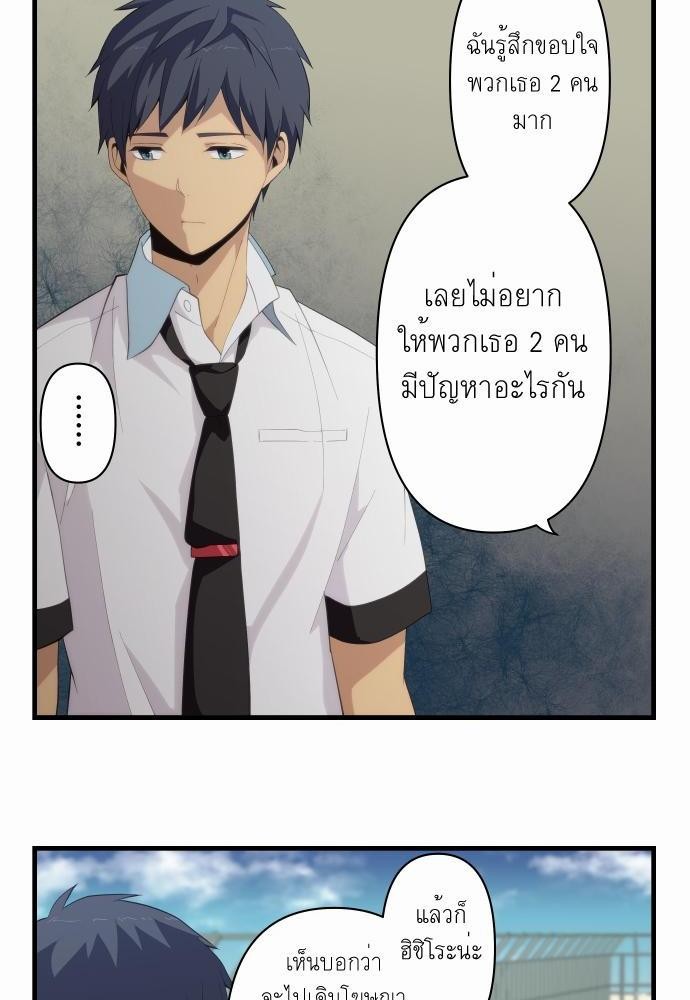 ฉันรู้สึกขอบใจ
พวกเธอ 2 คน
มาก
เลยไม่อยาก
ให้พวกเธอ 2 คน
มีปัญหาอะไรกัน
......
แล้วก็
ฮิชิโระน่ะ
เห็นบอกว่า